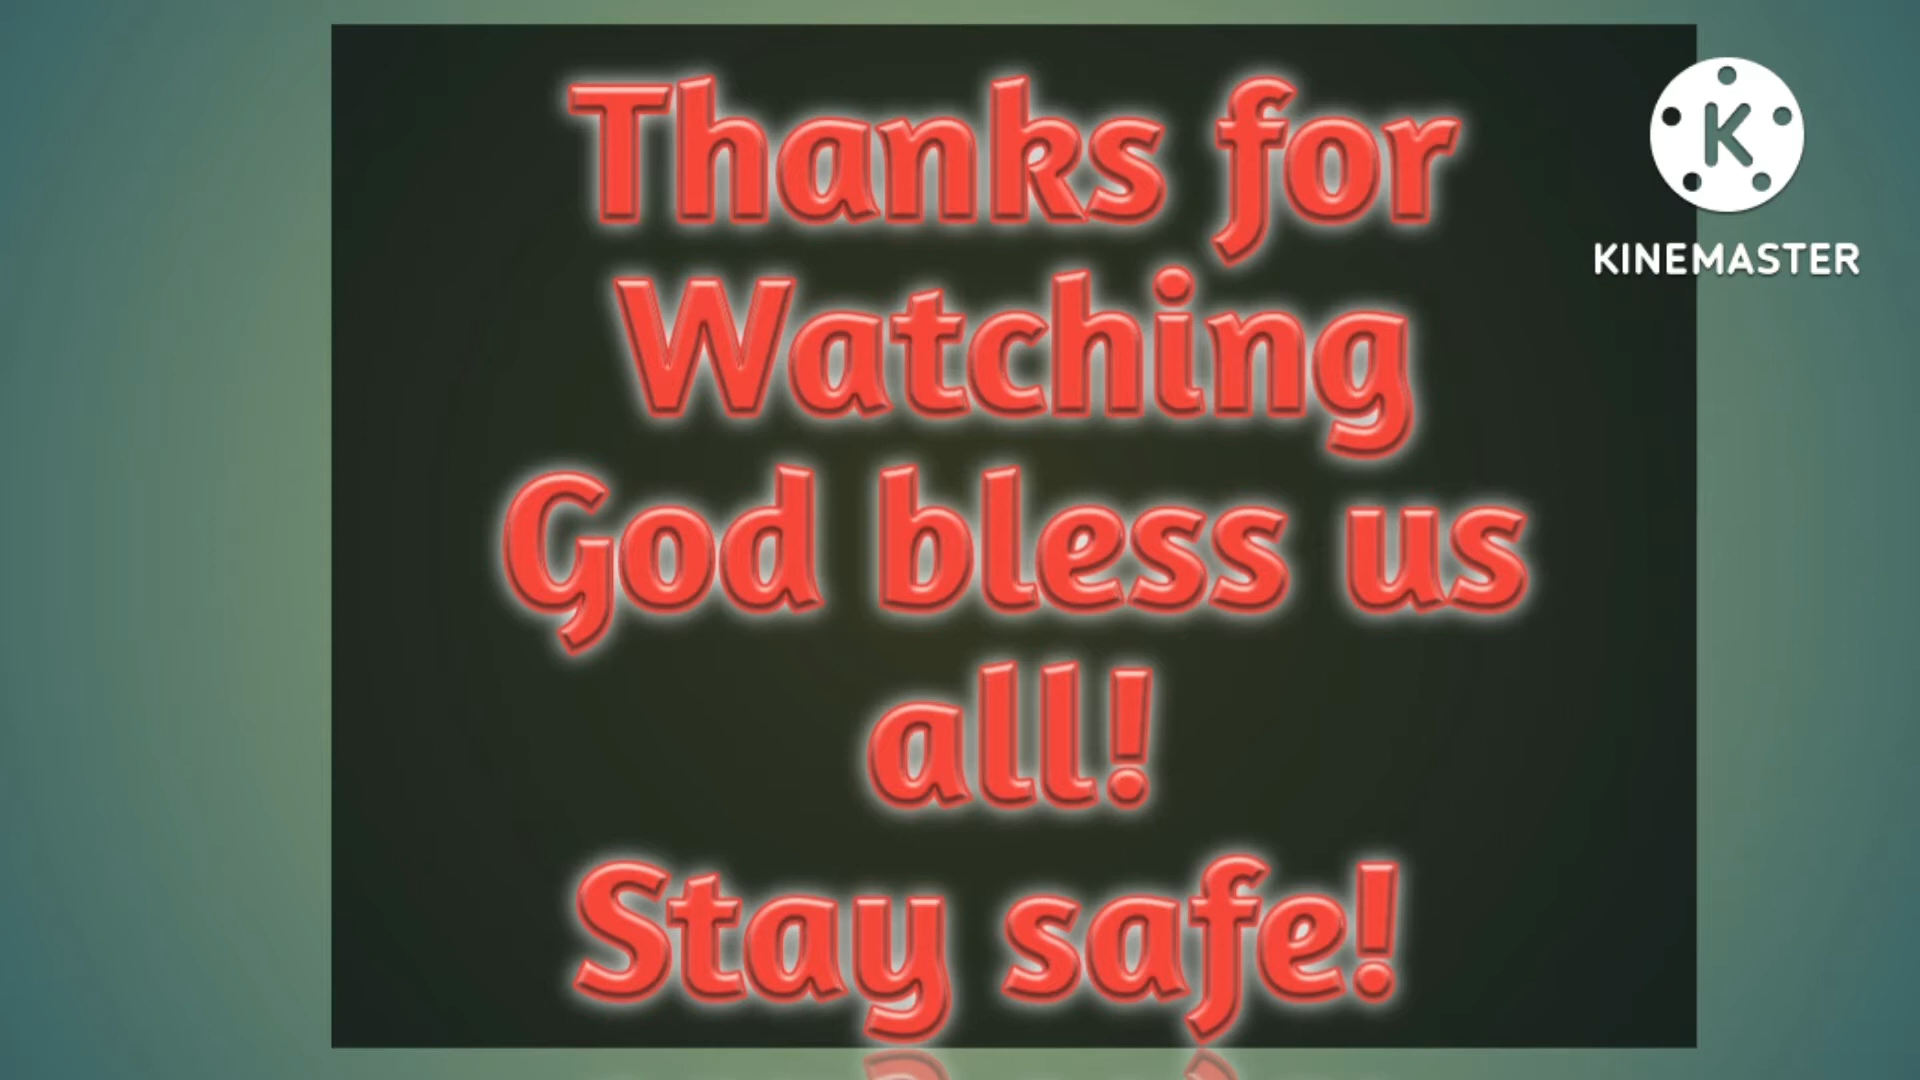 Thanks for
Watching
God bless us
all!
Stay safe!
K
KINEMASTER